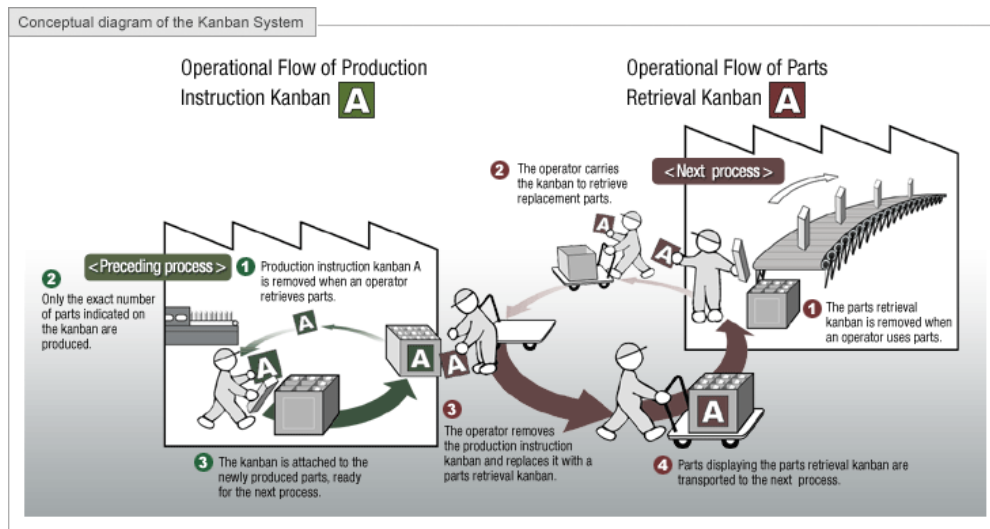 Conceptual diagram of the Kanban System
Operational Flow of Production
Instruction Kanban A
Operational Flow of Parts
Retrieval Kanban A
<Preceding process>
1 Production instruction kanban A
is removed when an operator
retrieves parts.
2
Only the exact number
of parts indicated on
the kanban are
produced.
A
A
A
A
3 The kanban is attached to the
newly produced parts, ready
for the next process.
<Next process>
1 The parts retrieval
kanban is removed when
an operator uses parts.
2 The operator carries
the kanban to retrieve
replacement parts.
A
A
3
The operator removes
the production instruction
kanban and replaces it with a
parts retrieval kanban.
A
4 Parts displaying the parts retrieval kanban are
transported to the next process.